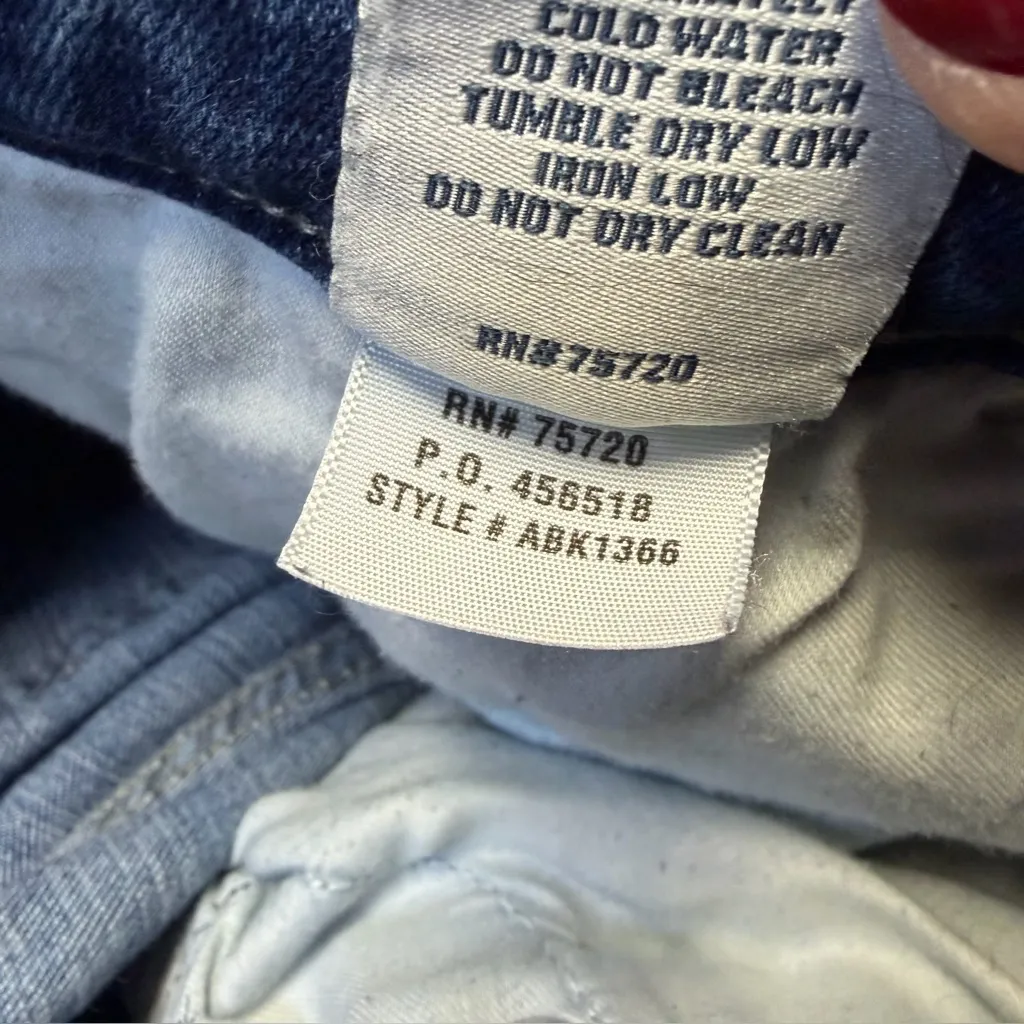 COLD WATER
DO NOT BLEACH
TUMBLE DRY LOW
IRON LOW
DO NOT DRY CLEAN
RN#75720
RN# 75720
P.O. 456518
STYLE # ABK1366